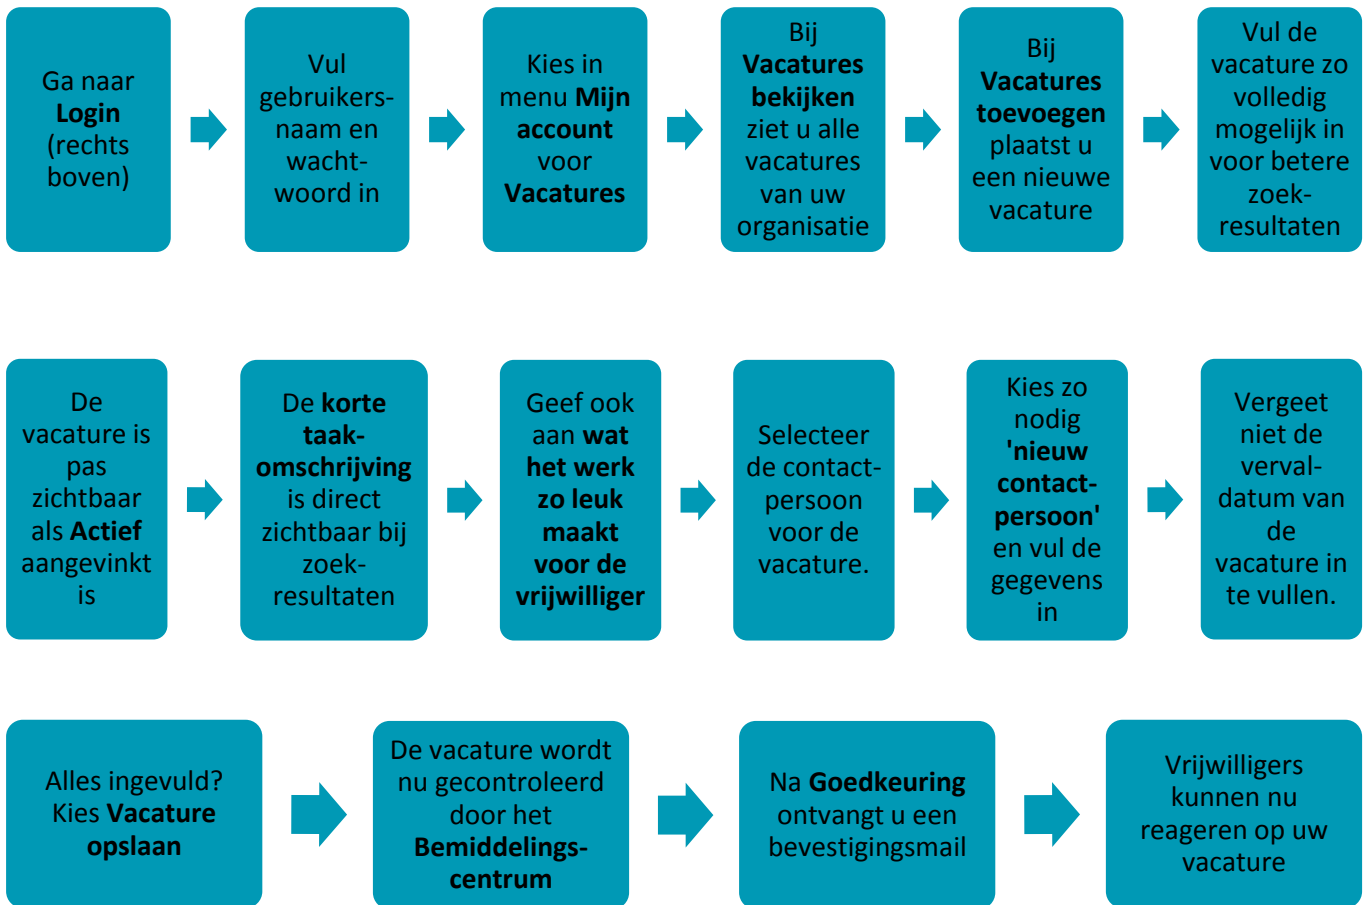 Ga naar
Login
(rechts
boven)
Vul
gebruikers-
naam en
wacht-
woord in
Kies in
menu Mijn
account
voor
Vacatures
Bij
Vacatures
bekijken
ziet u alle
vacatures
van uw
organisatie
Bij
Vacatures
toevoegen
plaatst u
een nieuwe
vacature
Vul de
vacature zo
volledig
mogelijk in
voor betere
zoek-
resultaten
De
vacature is
pas
zichtbaar
als Actief
aangevinkt
is
De korte
taak-
omschrijving
is direct
zichtbaar bij
zoek-
resultaten
Geef ook
aan wat
het werk
zo leuk
maakt
voor de
vrijwilliger
Selecteer
de contact-
persoon
voor de
vacature.
Kies zo
nodig
'nieuw
contact-
persoon'
en vul de
gegevens
in
Vergeet
niet de
verval-
datum van
de
vacature in
te vullen.
Alles ingevuld?
Kies Vacature
opslaan
De vacature wordt
nu gecontroleerd
door het
Bemiddelings-
centrum
Na Goedkeuring
ontvangt u een
bevestigingsmail
Vrijwilligers
kunnen nu
reageren op uw
vacature